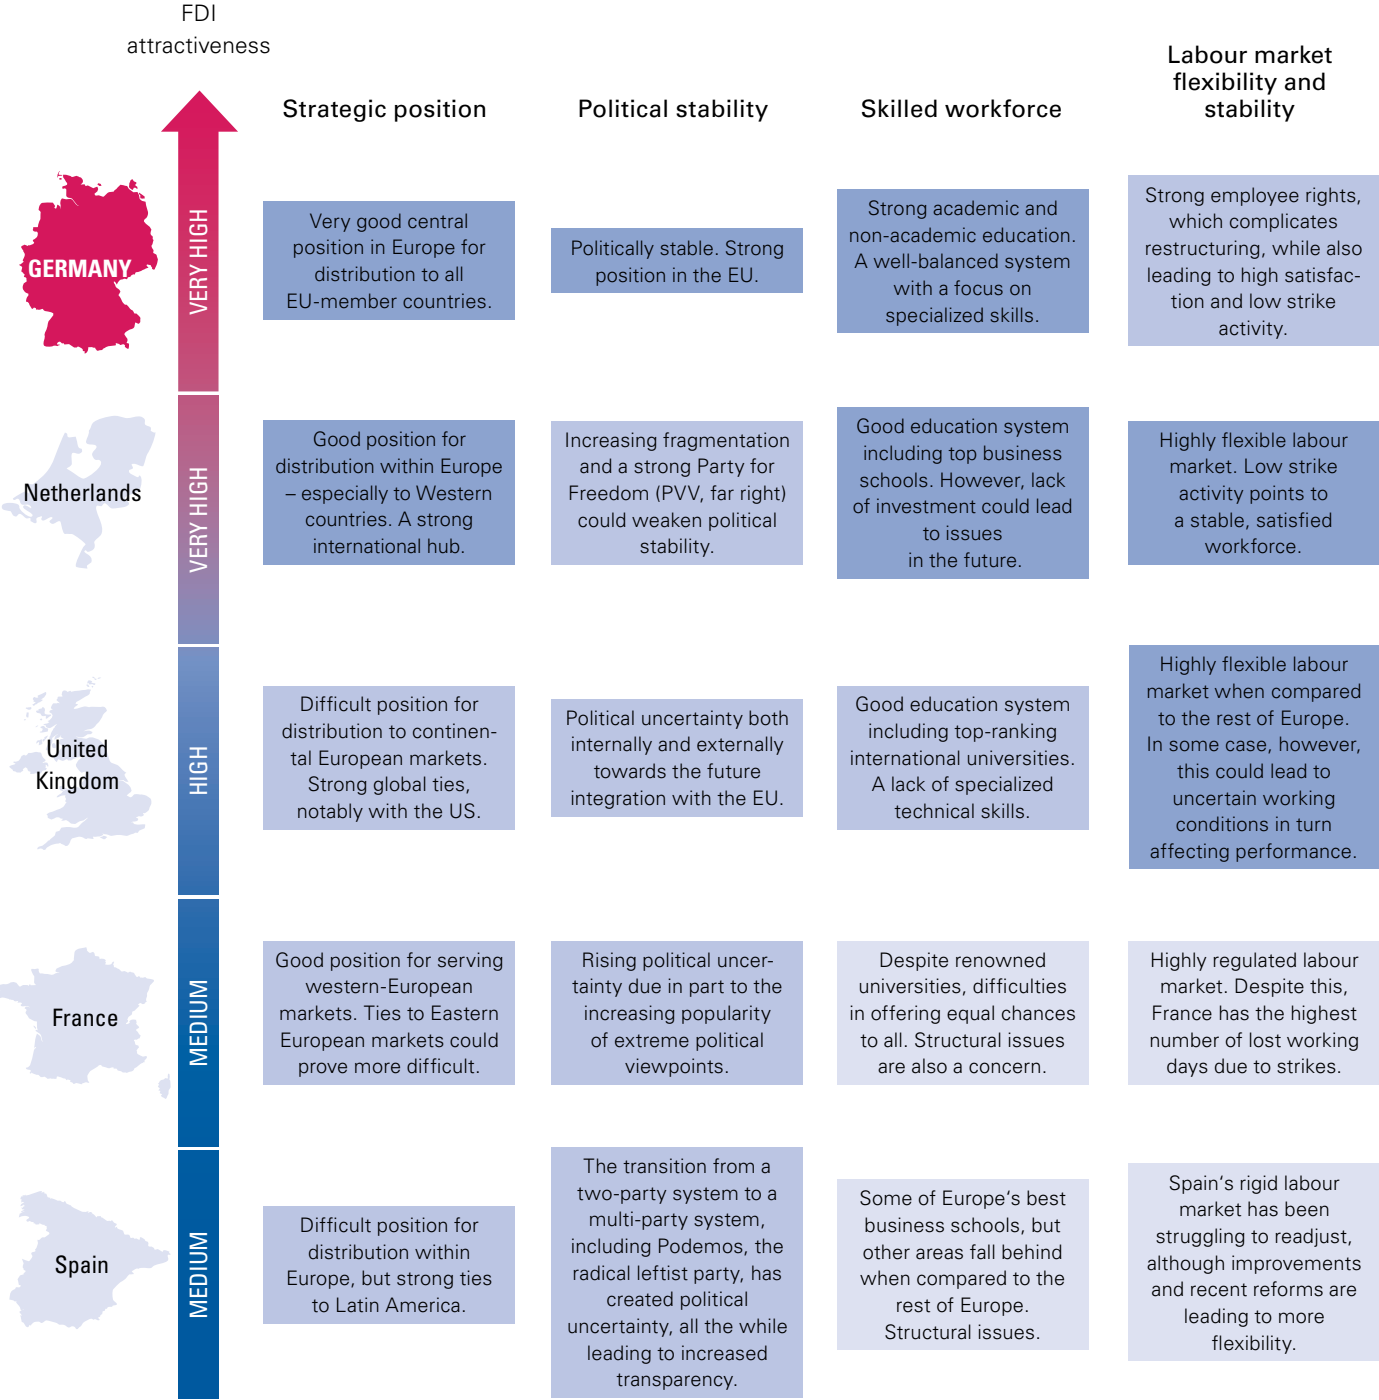 FDI
attractiveness
Strategic position
Political stability
Skilled workforce
Labour market
flexibility and
stability
GERMANY
VERY HIGH
Very good central
position in Europe for
distribution to all
EU-member countries.
Politically stable. Strong
position in the EU.
Strong academic and
non-academic education.
A well-balanced system
with a focus on
specialized skills.
Strong employee rights,
which complicates
restructuring, while also
leading to high satisfac-
tion and low strike
activity.
Netherlands
VERY HIGH
Good position for
distribution within Europe
– especially to Western
countries. A strong
international hub.
Increasing fragmentation
and a strong Party for
Freedom (PVV, far right)
could weaken political
stability.
Good education system
including top business
schools. However, lack
of investment could lead
to issues
in the future.
Highly flexible labour
market. Low strike
activity points to
a stable, satisfied
workforce.
United
Kingdom
HIGH
Difficult position for
distribution to continen-
tal European markets.
Strong global ties,
notably with the US.
Political uncertainty both
internally and externally
towards the future
integration with the EU.
Good education system
including top-ranking
international universities.
A lack of specialized
technical skills.
Highly flexible labour
market when compared
to the rest of Europe.
In some case, however,
this could lead to
uncertain working
conditions in turn
affecting performance.
France
MEDIUM
Good position for serving
western-European
markets. Ties to Eastern
European markets could
prove more difficult.
Rising political uncer-
tainty due in part to the
increasing popularity
of extreme political
viewpoints.
Despite renowned
universities, difficulties
in offering equal chances
to all. Structural issues
are also a concern.
Highly regulated labour
market. Despite this,
France has the highest
number of lost working
days due to strikes.
Spain
MEDIUM
Difficult position for
distribution within
Europe, but strong ties
to Latin America.
The transition from a
two-party system to a
multi-party system,
including Podemos, the
radical leftist party, has
created political
uncertainty, all the while
leading to increased
transparency.
Some of Europe's best
business schools, but
other areas fall behind
when compared to the
rest of Europe.
Structural issues.
Spain's rigid labour
market has been
struggling to readjust,
although improvements
and recent reforms are
leading to more
flexibility.